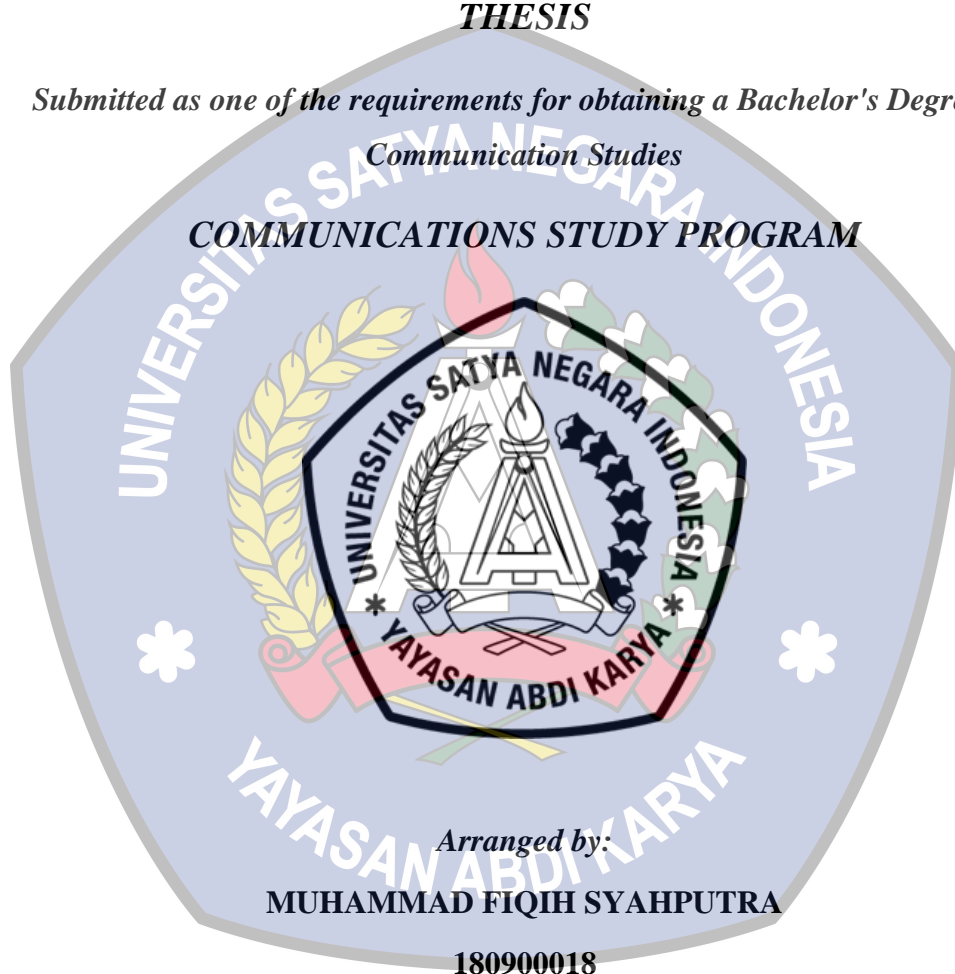 THESIS
Submitted as one of the requirements for obtaining a Bachelor's Degr
Communication Studies
COMMUNICATIONS STUDY PROGRAM
UNIVERSITAS SATYA NEGARA INDONESIA
YAYASAN ABDI KARYA
UNIVERSITAS SATYA NEGARA INDONESIA
* YAYASAN ABDI KARYA *
Arranged by:
MUHAMMAD FIQIH SYAHPUTRA
180900018